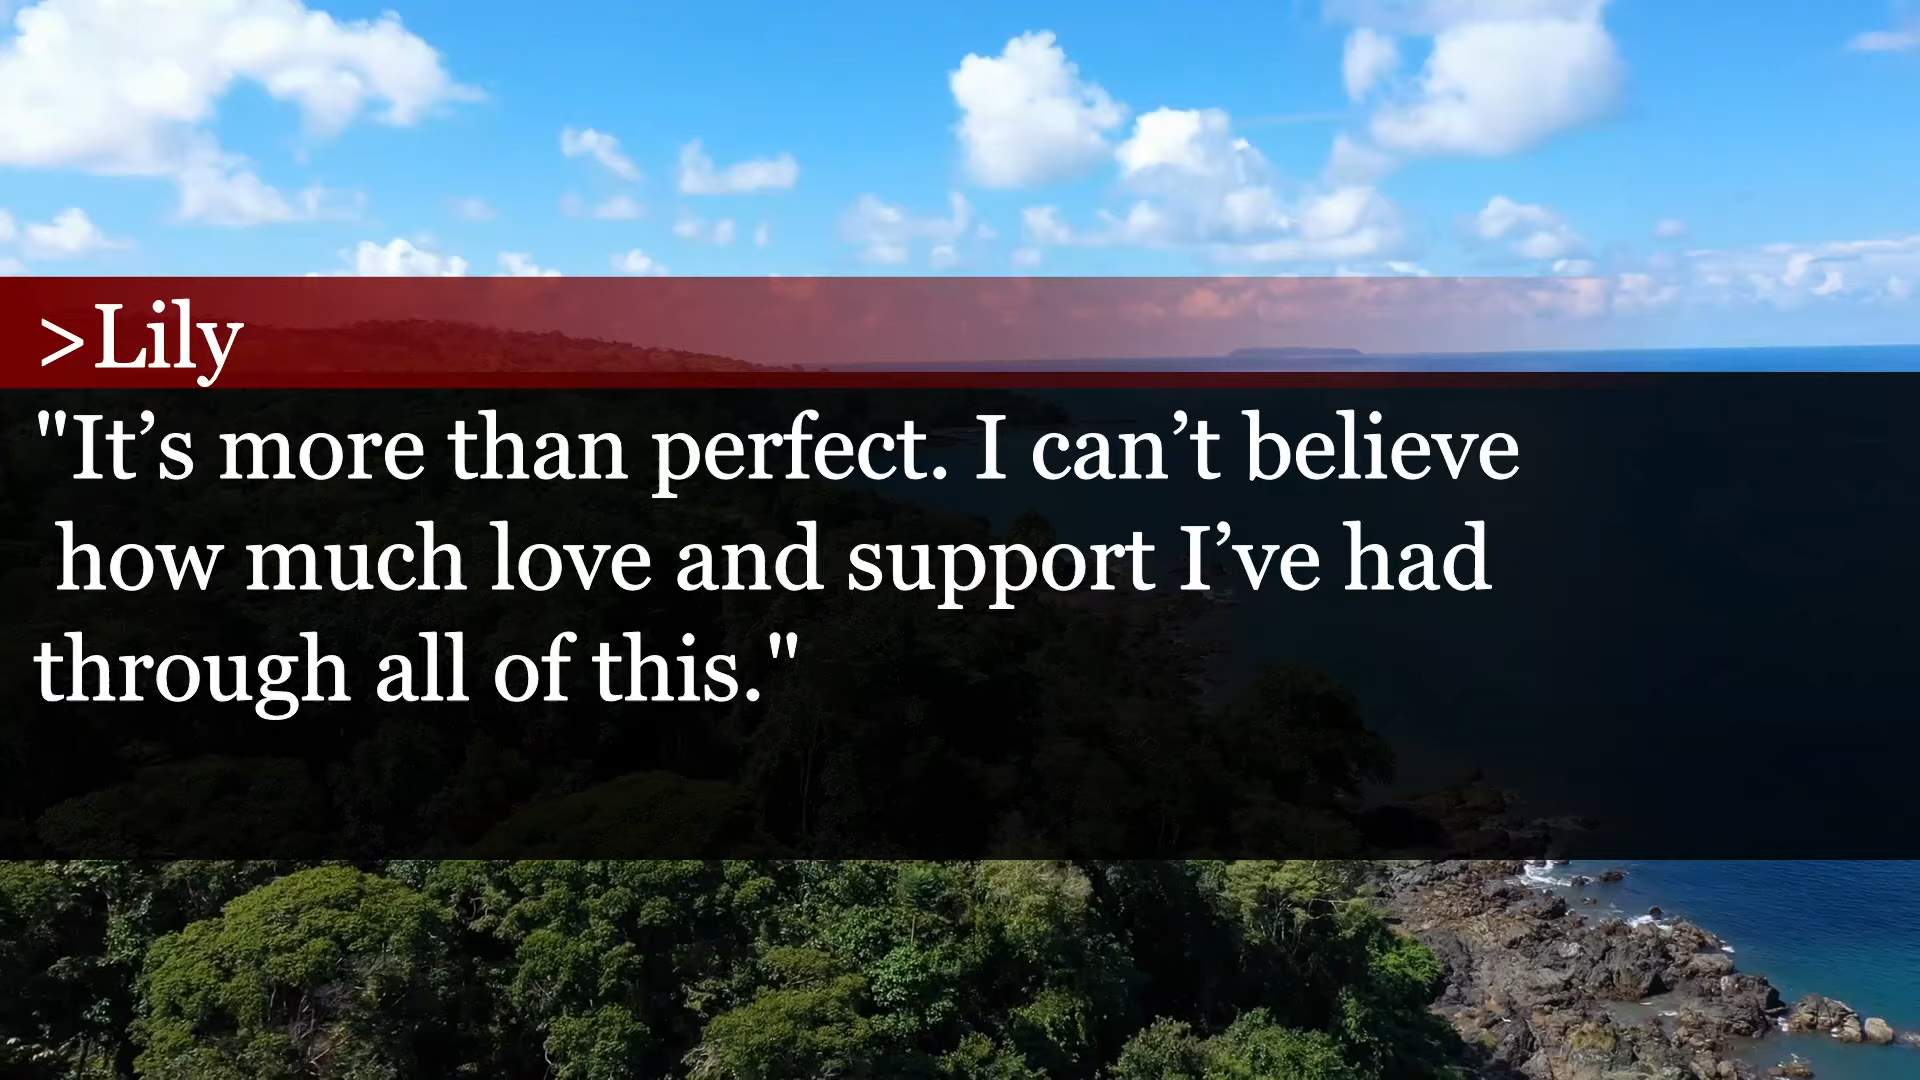 >Lily
"It’s more than perfect. I can’t believe
how much love and support I’ve had
through all of this."